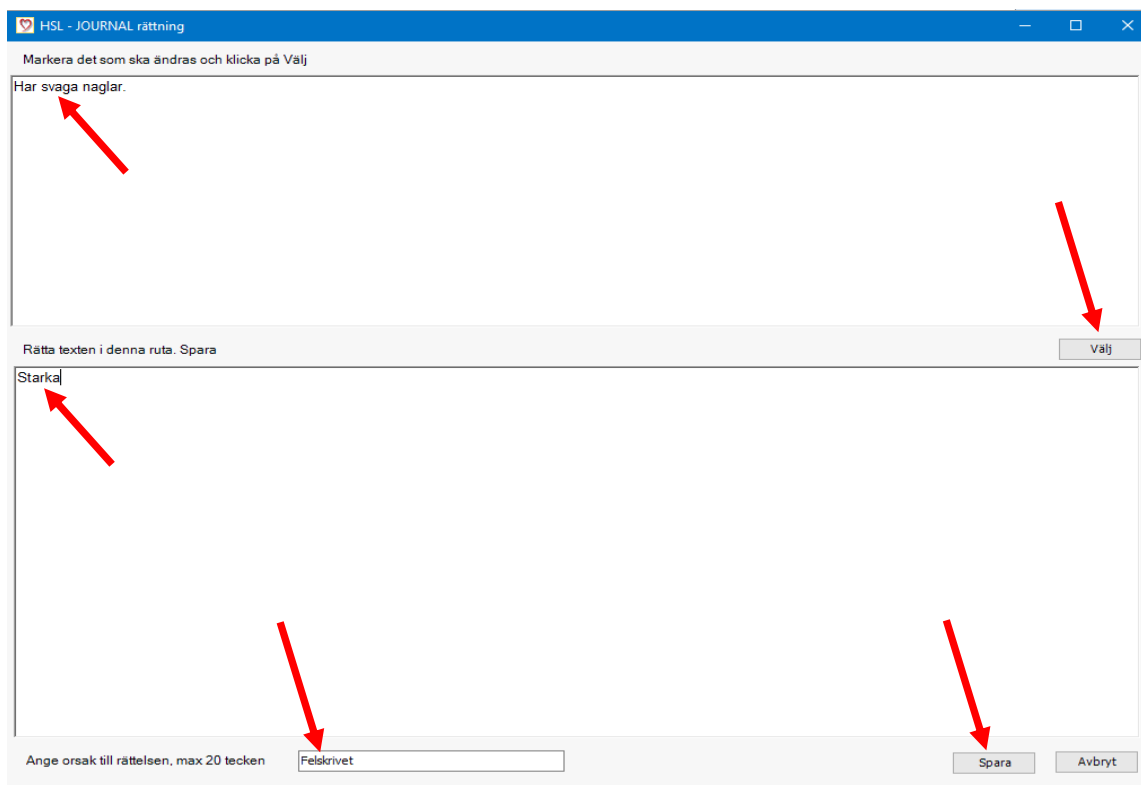 HSL - JOURNAL rättning
Markera det som ska ändras och klicka på Välj
Har svaga naglar.
Rätta texten i denna ruta. Spara
Välj
Starka
Ange orsak till rättelsen, max 20 tecken
Felskrivet
Spara
Avbryt